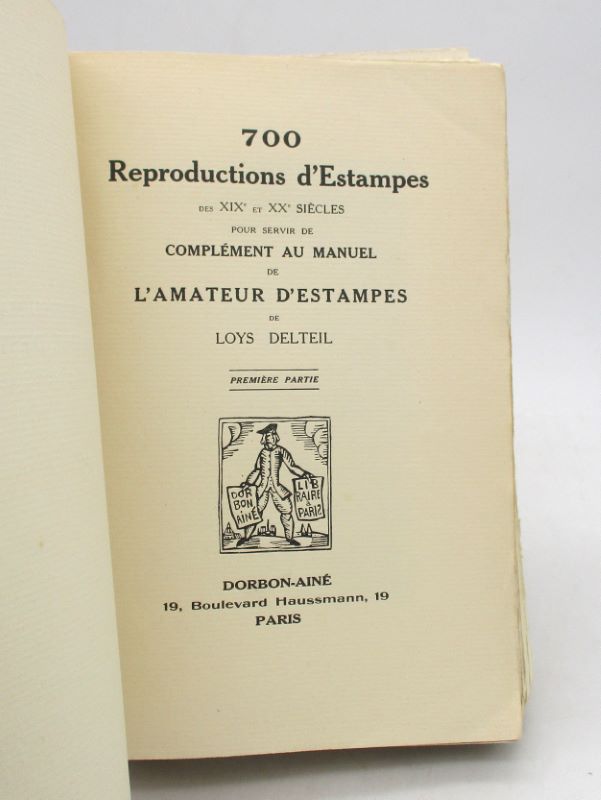 700
Reproductions d'Estampes
DES XIXᵉ ET XXᵉ SIÈCLES
POUR SERVIR DE
COMPLÉMENT AU MANUEL
DE
L'AMATEUR D'ESTAMPES
DE
LOYS DELTEIL
PREMIÈRE PARTIE
DOR
BON
AINÉ
LIB
RAIRE
à
PARIS
DORBON-AINÉ
19, Boulevard Haussmann, 19
PARIS